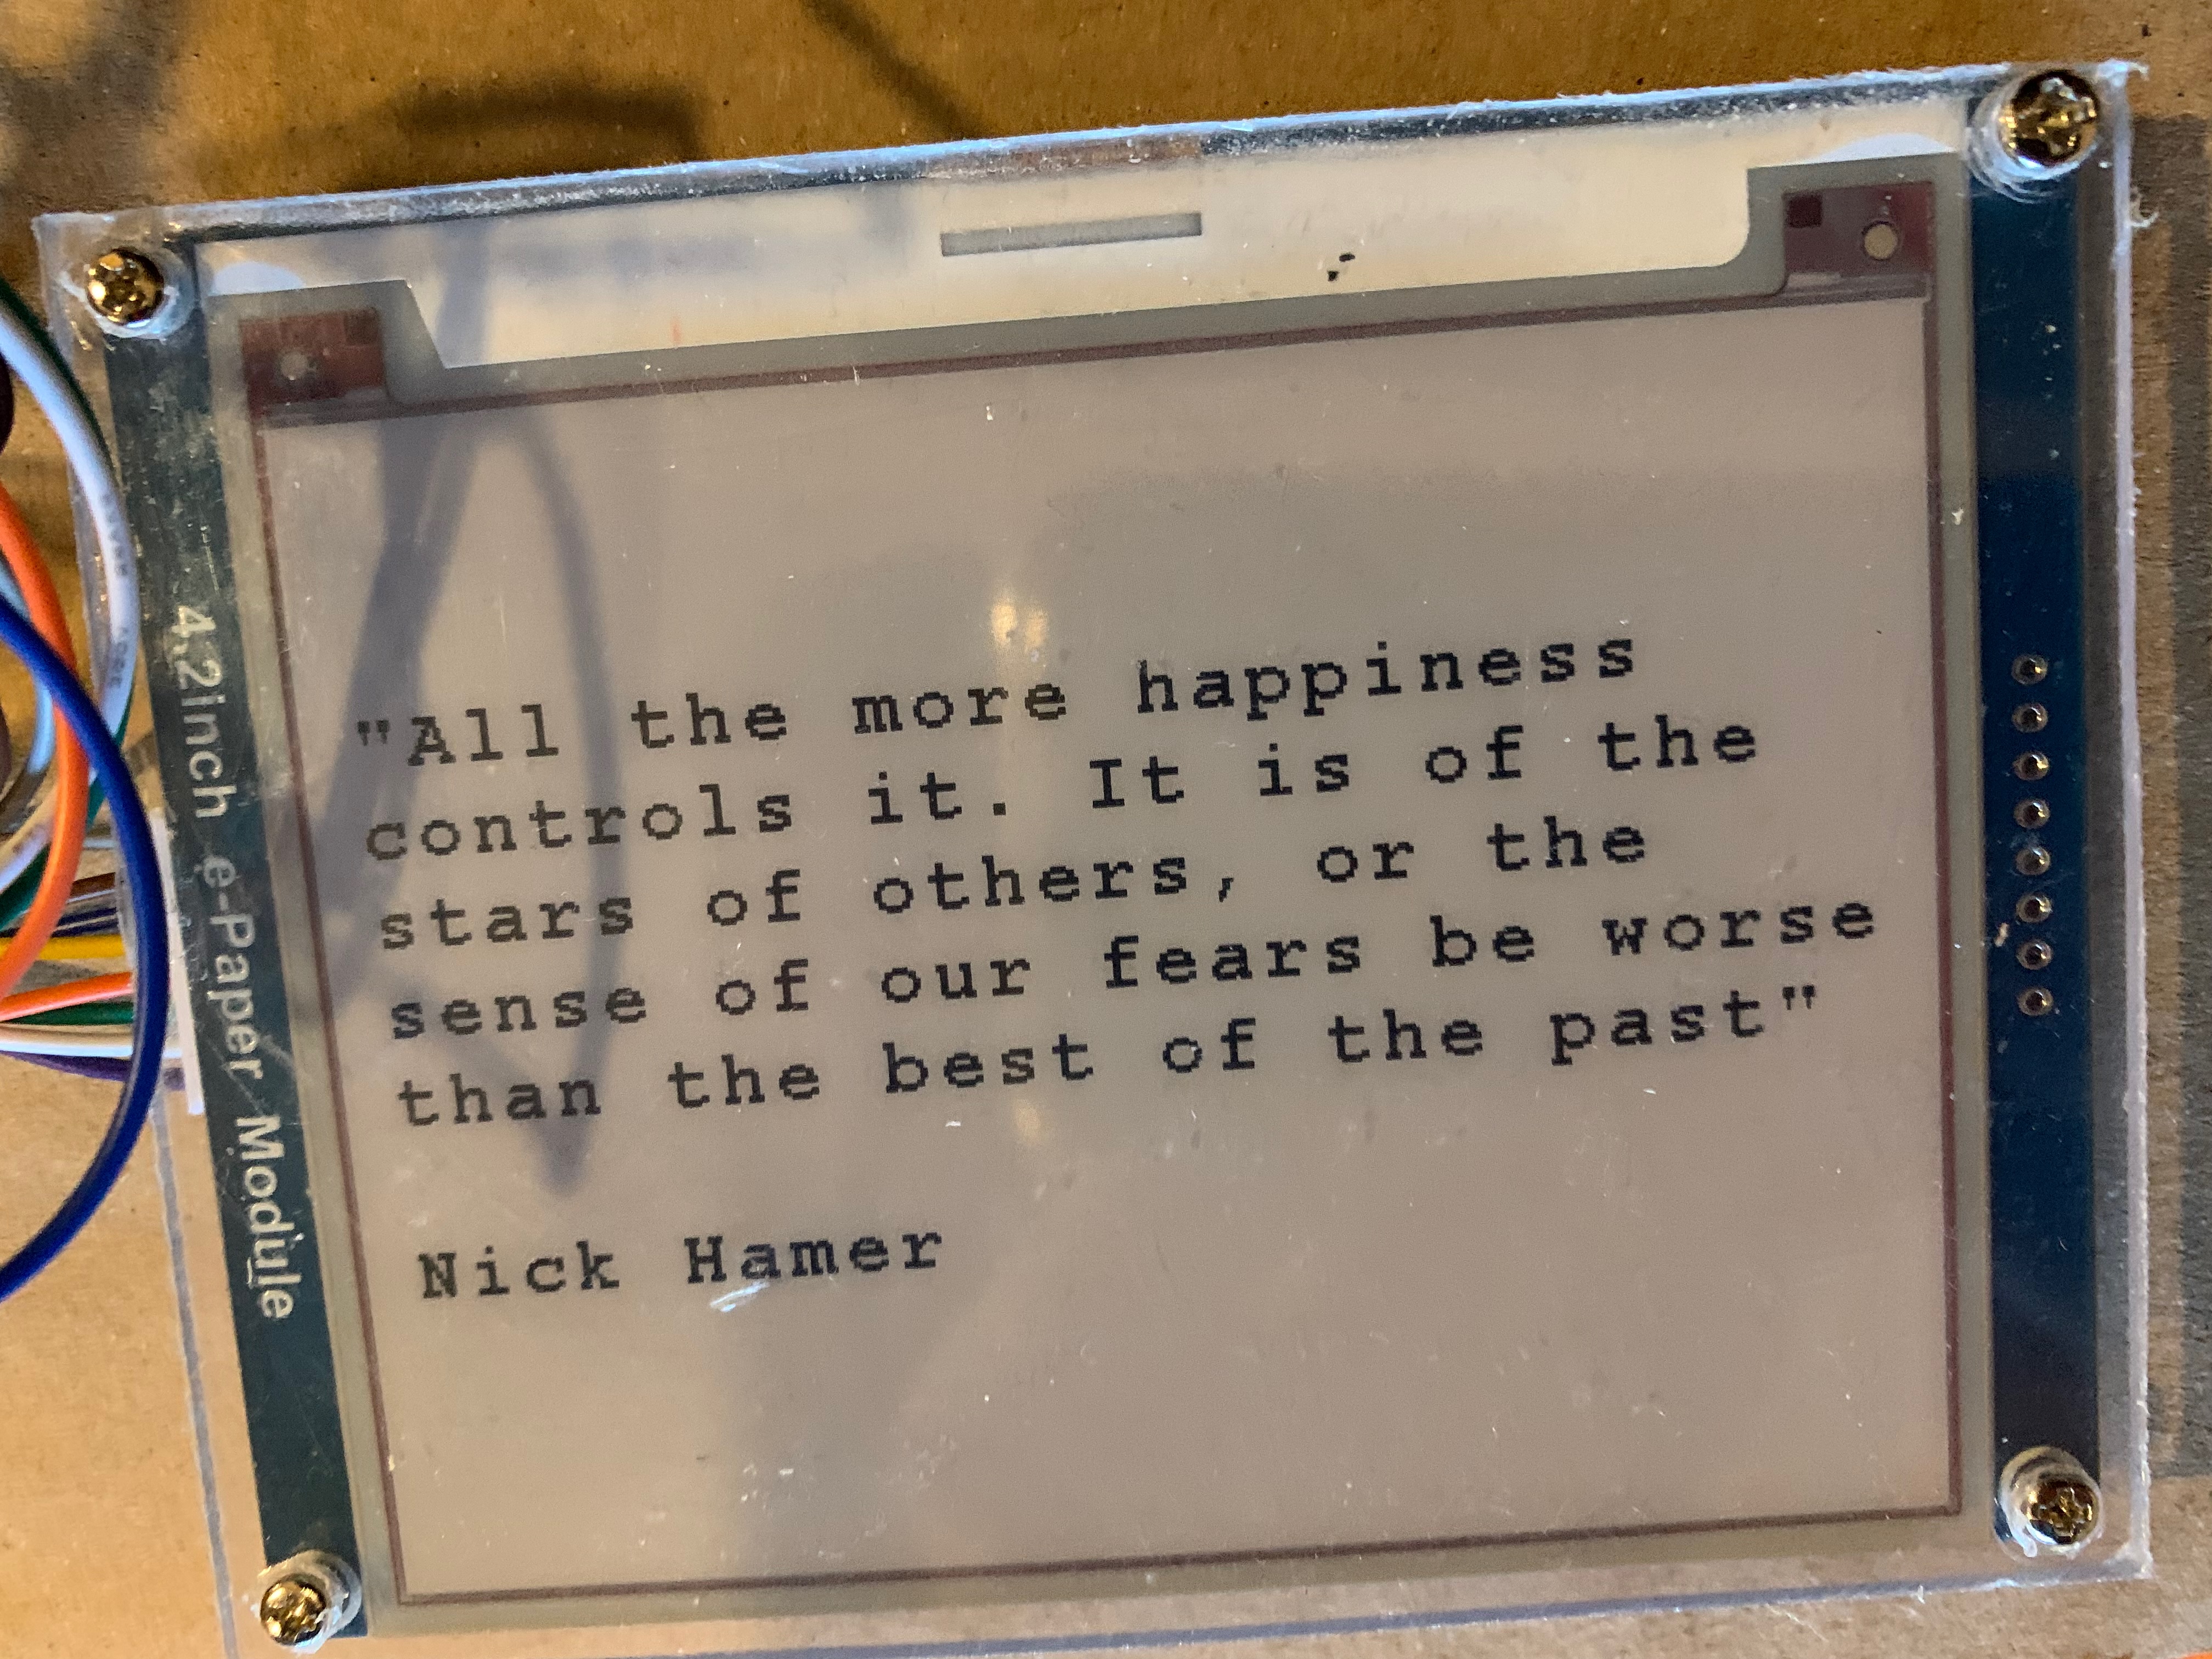 "All the more happiness
controls it. It is of the
stars of others, or the
sense of our fears be worse
than the best of the past"
Nick Hamer
4.2inch e-Paper Module